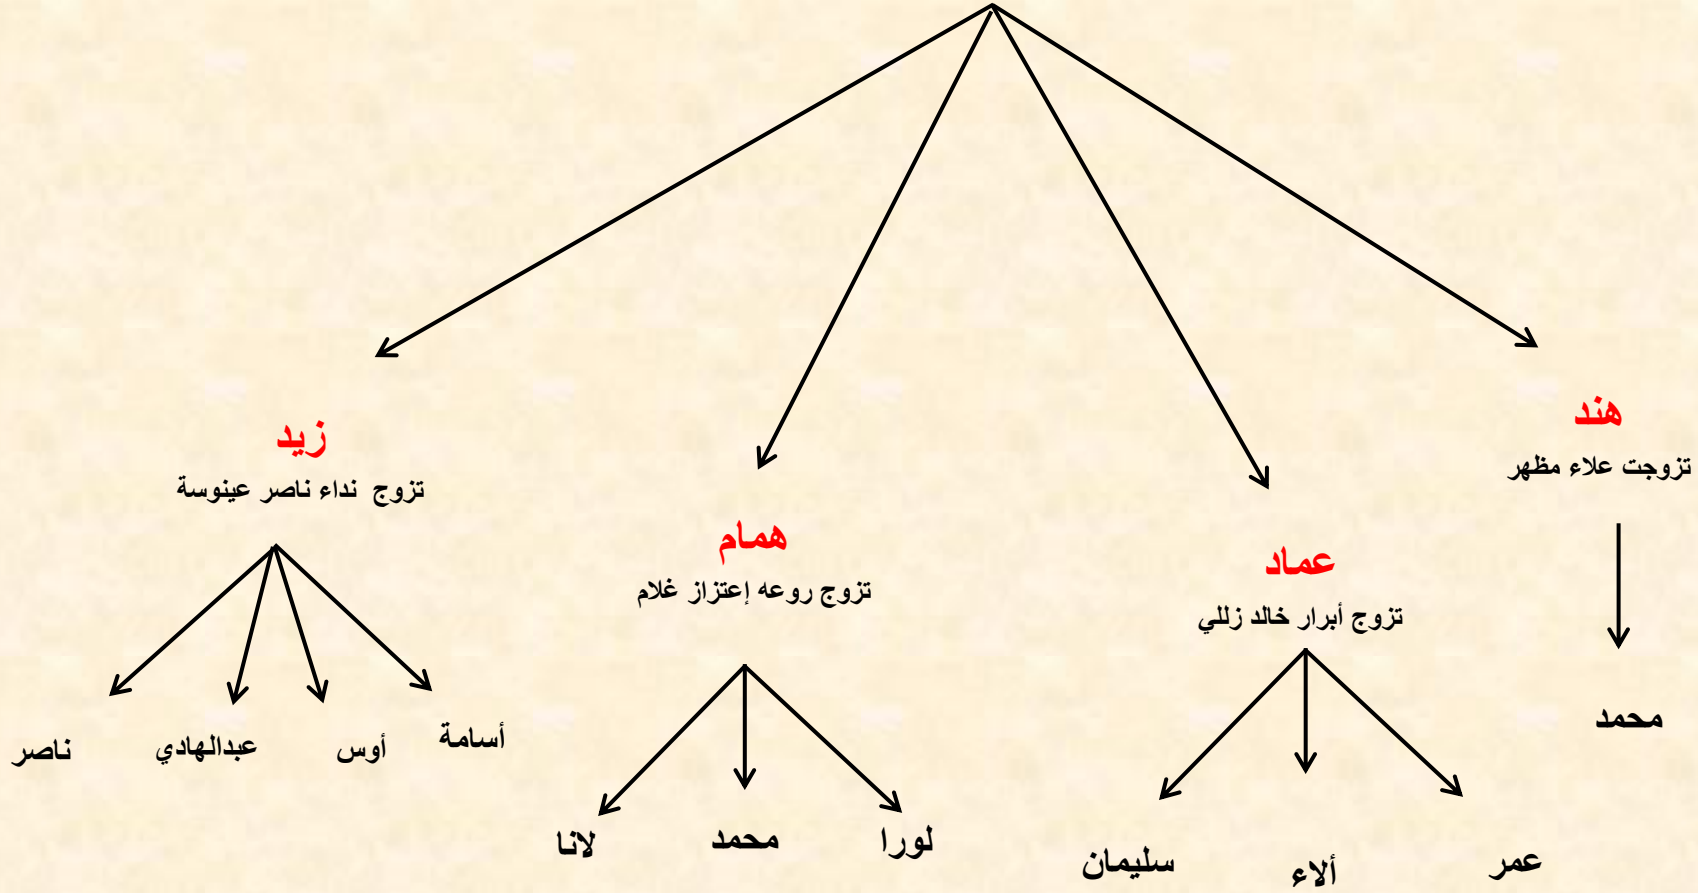 هند
تزوجت علاء مظهر
محمد
عماد
تزوج أبرار خالد زللي
عمر
ألاء
سليمان
همام
تزوج روعه إعتزاز غلام
لورا
محمد
لانا
زيد
تزوج نداء ناصر عينوسة
أسامة
أوس
عبدالهادي
ناصر